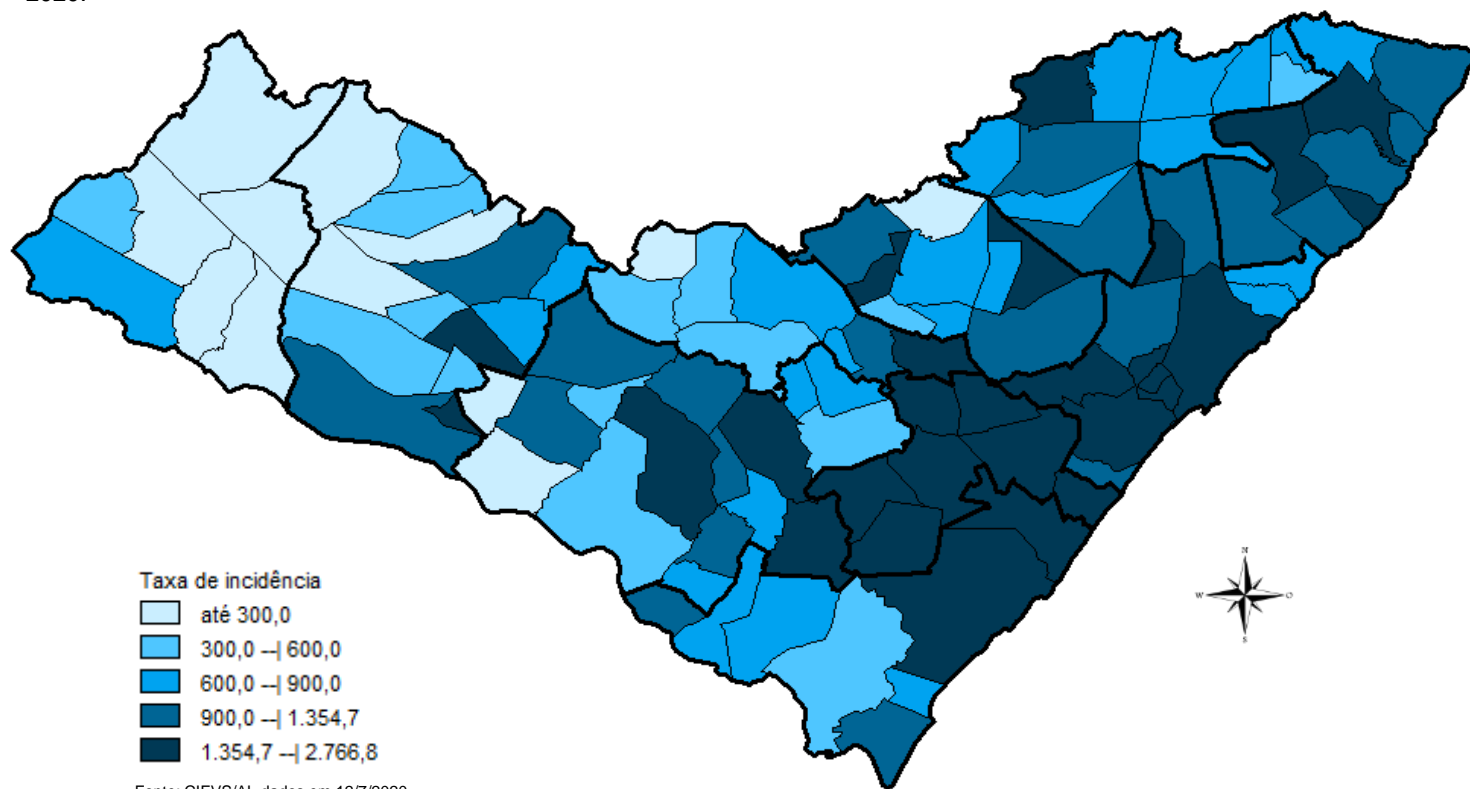 Taxa de incidência
até 300,0
300,0 --| 600,0
600,0 --| 900,0
900,0 --| 1.354,7
1.354,7 --| 2.766,8
N
W
O
S